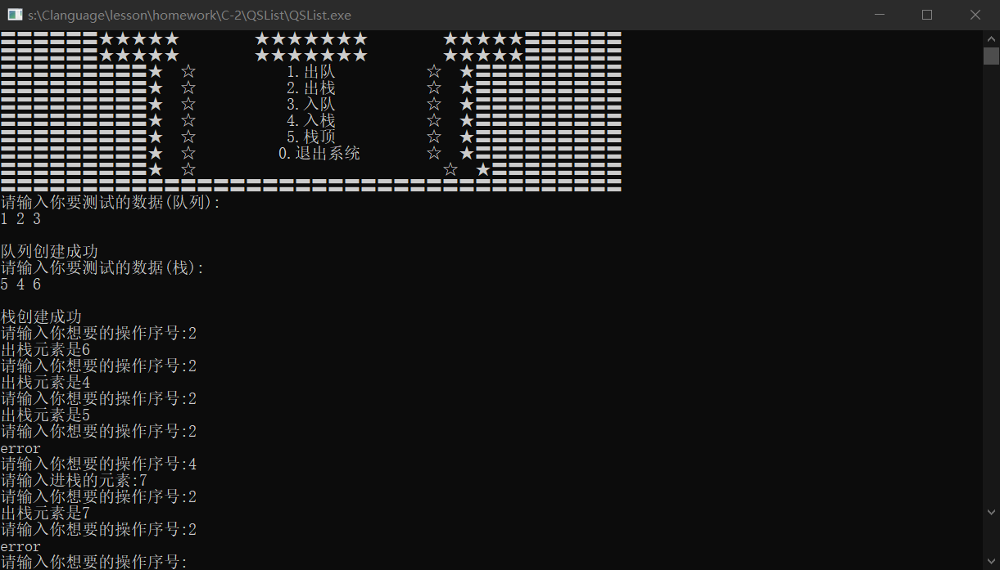 s:\Clanguage\lesson\homework\C-2\QSList\QSList.exe
〓〓〓〓〓〓★★★★★ ★★★★★★★ ★★★★★〓〓〓〓〓〓
〓〓〓〓〓〓★★★★★ ★★★★★★★ ★★★★★〓〓〓〓〓〓
〓〓〓〓〓〓〓〓〓★ ☆ 1.出队 ☆ ★〓〓〓〓〓〓〓〓〓
〓〓〓〓〓〓〓〓〓★ ☆ 2.出栈 ☆ ★〓〓〓〓〓〓〓〓〓
〓〓〓〓〓〓〓〓〓★ ☆ 3.入队 ☆ ★〓〓〓〓〓〓〓〓〓
〓〓〓〓〓〓〓〓〓★ ☆ 4.入栈 ☆ ★〓〓〓〓〓〓〓〓〓
〓〓〓〓〓〓〓〓〓★ ☆ 5.栈顶 ☆ ★〓〓〓〓〓〓〓〓〓
〓〓〓〓〓〓〓〓〓★ ☆ 0.退出系统 ☆ ★〓〓〓〓〓〓〓〓〓
〓〓〓〓〓〓〓〓〓★ ☆ ☆ ★〓〓〓〓〓〓〓〓
〓〓〓〓〓〓〓〓〓〓〓〓〓〓〓〓〓〓〓〓〓〓〓〓〓〓〓〓〓〓〓〓〓〓〓〓〓〓
请输入你要测试的数据(队列):
1 2 3
队列创建成功
请输入你要测试的数据(栈):
5 4 6
栈创建成功
请输入你想要的操作序号:2
出栈元素是6
请输入你想要的操作序号:2
出栈元素是4
请输入你想要的操作序号:2
出栈元素是5
请输入你想要的操作序号:2
error
请输入你想要的操作序号:4
请输入进栈的元素:7
请输入你想要的操作序号:2
出栈元素是7
请输入你想要的操作序号:2
error
请输入你想要的操作序号: